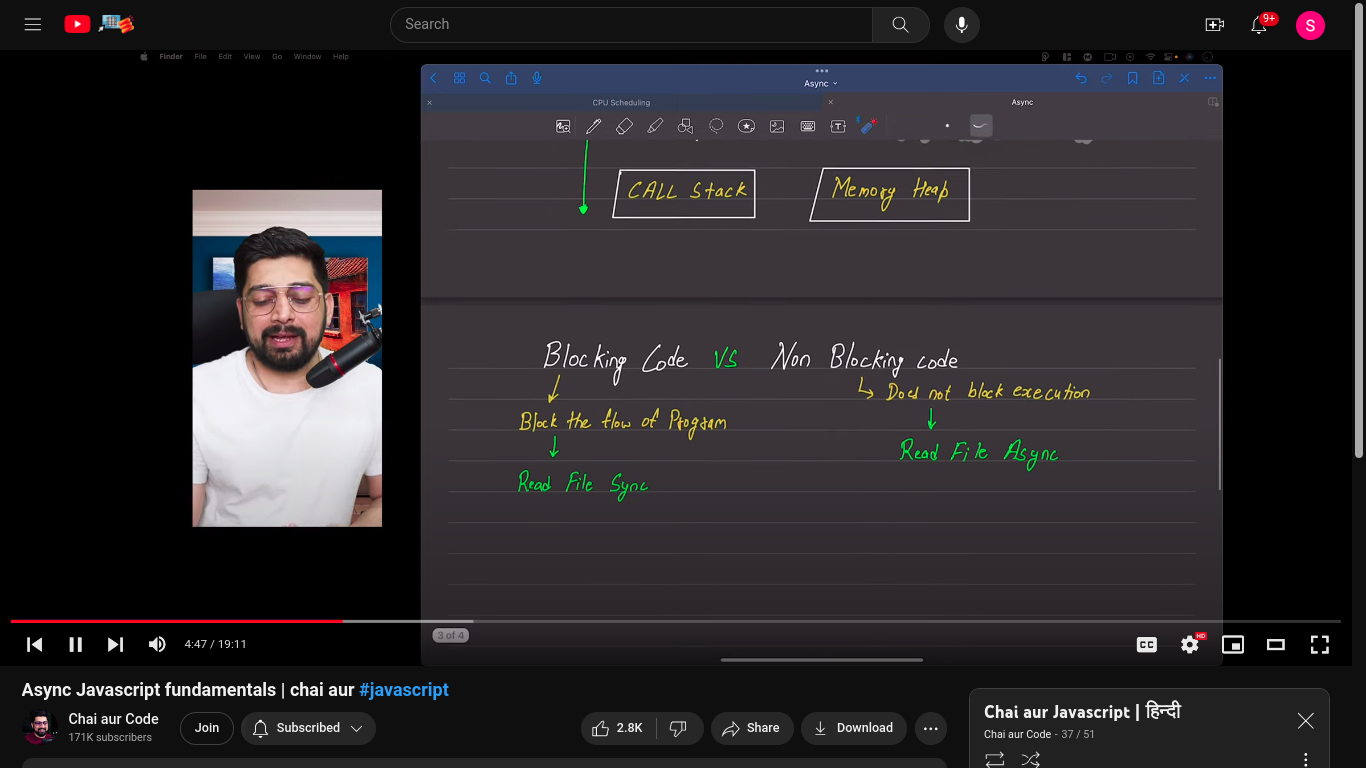 Search
9+
S
Finder File Edit View Go Window Help
Async
CPU Scheduling
Async
CALL Stack
Memory Heap
Blocking Code VS Non Blocking code
Does not block execution
Block the flow of Program
Read File Async
Read File Sync
3 of 4
4:47 / 19:11
CC
HD
Async Javascript fundamentals | chai aur #javascript
Chai aur Code
171K subscribers
Join
Subscribed
2.8K
Share
Download
Chai aur Javascript | हिन्दी
Chai aur Code - 37 / 51